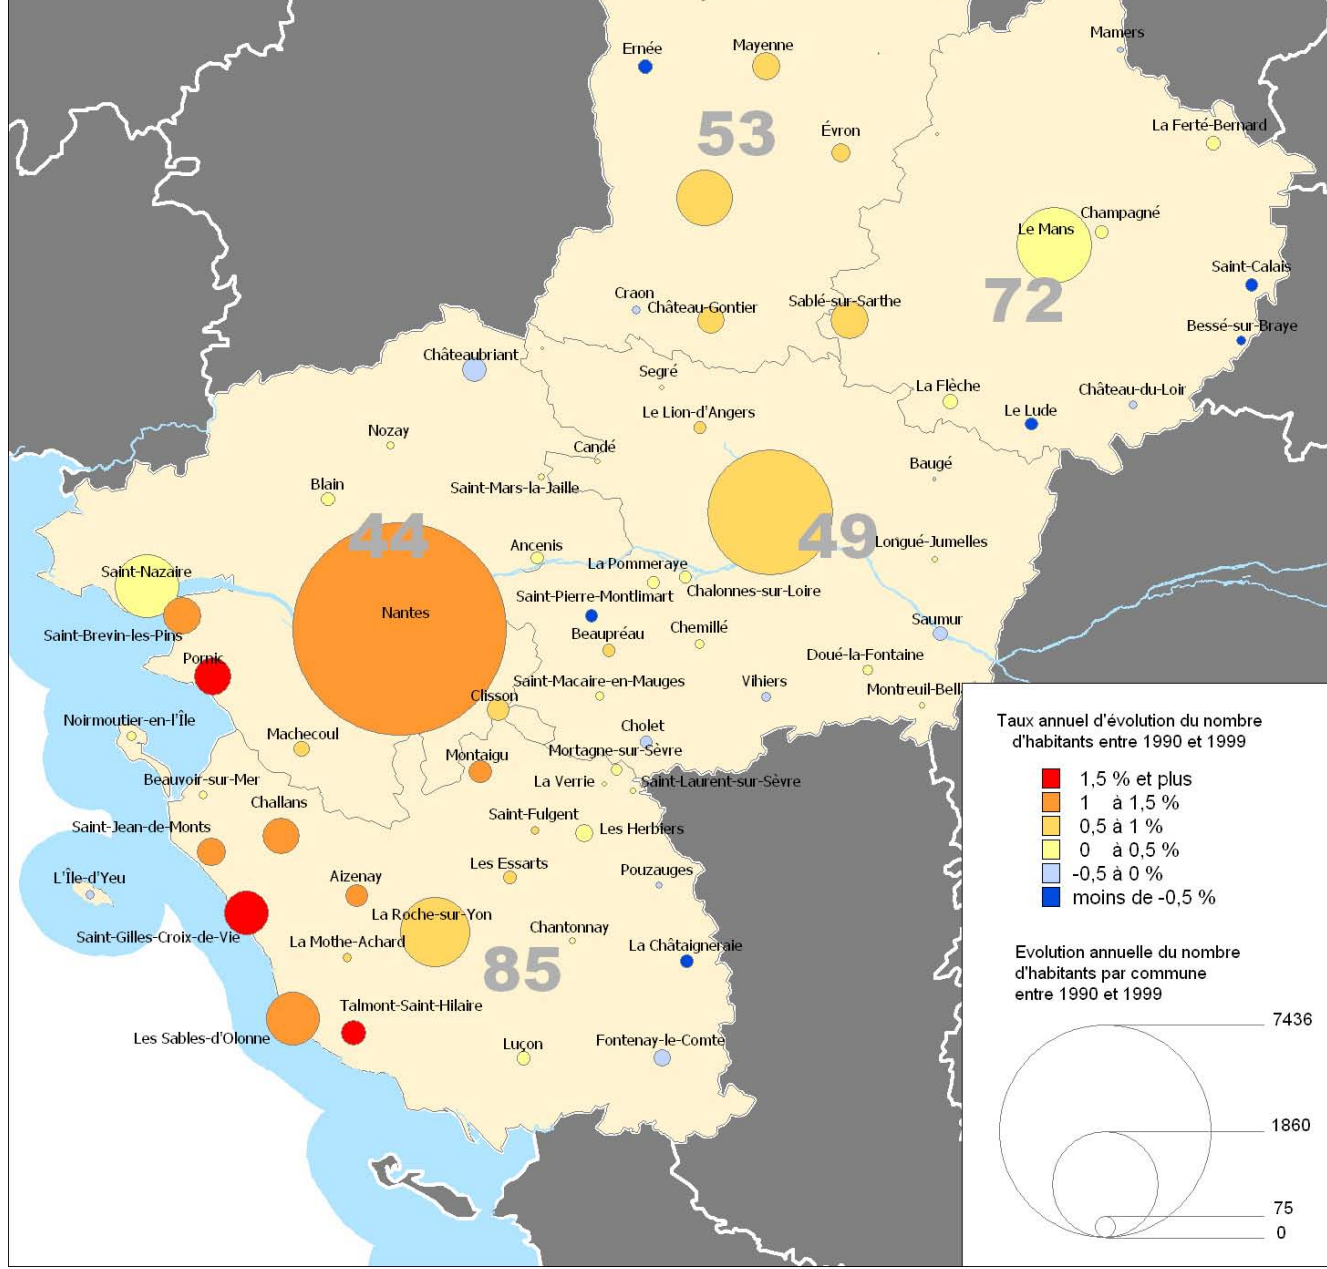 Mamers
Ernée
Mayenne
53
La Ferté-Bernard
Évron
Champagné
Le Mans
Saint-Calais
72
Craon
Château-Gontier
Sablé-sur-Sarthe
Bessé-sur-Braye
Châteaubriant
Segré
La Flèche
Château-du-Loir
Le Lion-d'Angers
Le Lude
Nozay
Candé
Baugé
Blain
Saint-Mars-la-Jaille
44
49
Ancenis
Longué-Jumelles
La Pommeraye
Saint-Nazaire
Chalonnes-sur-Loire
Saint-Pierre-Montlimart
Nantes
Saumur
Saint-Brevin-les-Pins
Beaupréau
Chemillé
Pornic
Doué-la-Fontaine
Saint-Macaire-en-Mauges
Vihiers
Montreuil-Bella
Clisson
Noirmoutier-en-l'Île
Cholet
Machecoul
Montaigu
Mortagne-sur-Sèvre
Beauvoir-sur-Mer
La Verrie
Saint-Laurent-sur-Sèvre
Challans
Saint-Fulgent
Saint-Jean-de-Monts
Les Herbiers
L'Île-d'Yeu
Aizenay
Les Essarts
Pouzauges
La Roche-sur-Yon
Chantonnay
Saint-Gilles-Croix-de-Vie
La Mothe-Achard
La Châtaigneraie
85
Talmont-Saint-Hilaire
Les Sables-d'Olonne
Luçon
Fontenay-le-Comte
Taux annuel d'évolution du nombre
d'habitants entre 1990 et 1999
1,5 % et plus
1 à 1,5 %
0,5 à 1 %
0 à 0,5 %
-0,5 à 0 %
moins de -0,5 %
Evolution annuelle du nombre
d'habitants par commune
entre 1990 et 1999
7436
1860
75
0